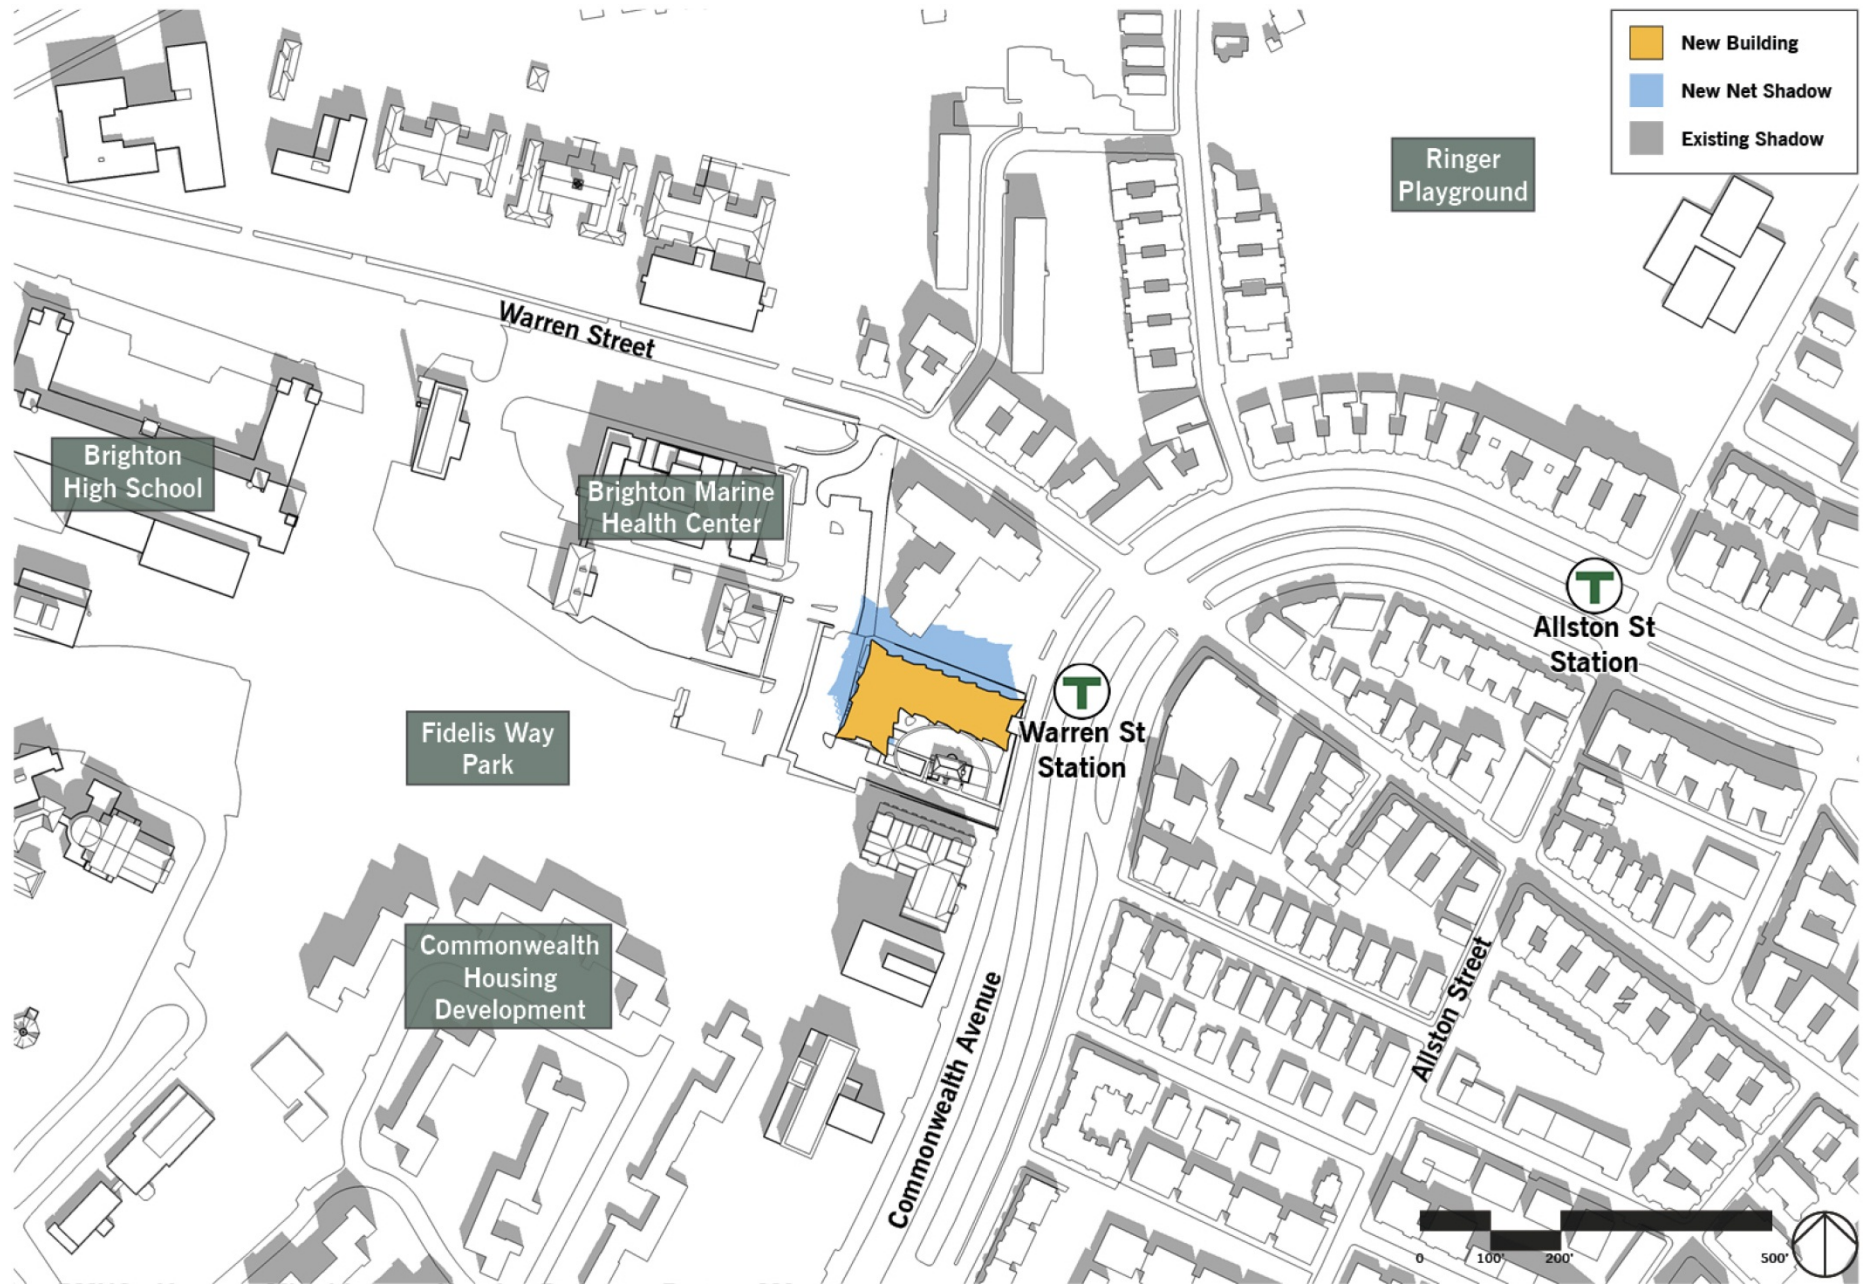 New Building
New Net Shadow
Existing Shadow
Ringer
Playground
Warren Street
Brighton
High School
Brighton Marine
Health Center
Allston St
Station
Warren St
Station
Fidelis Way
Park
Commonwealth
Housing
Development
Commonwealth Avenue
Allston Street
0 100' 200' 500'